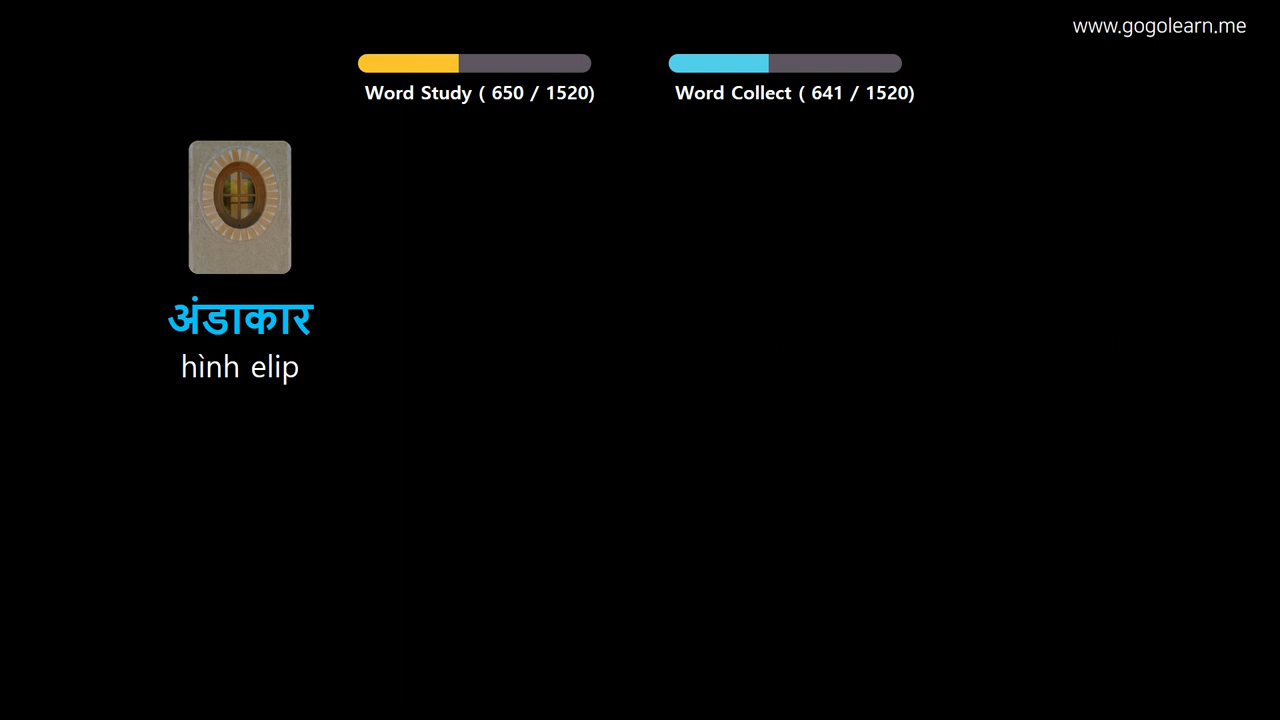 www.gogolearn.me
Word Study ( 650 / 1520)
Word Collect ( 641 / 1520)
अंडाकार
hình elip